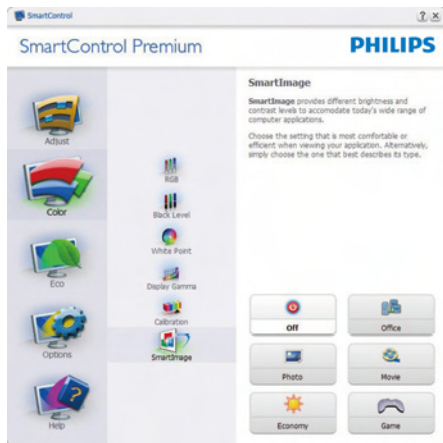 SmartControl
SmartControl Premium
PHILIPS
Adjust
Color
Eco
Options
Help
RGB
Black Level
White Point
Display Gamma
Calibration
SmartImage
SmartImage
SmartImage provides different brightness and
contrast levels to accomodate today's wide range of
computer applications.
Choose the setting that is most comfortable or
efficient when viewing your application. Alternatively,
simply choose the one that best describes its type.
Off
Office
Photo
Movie
Economy
Game